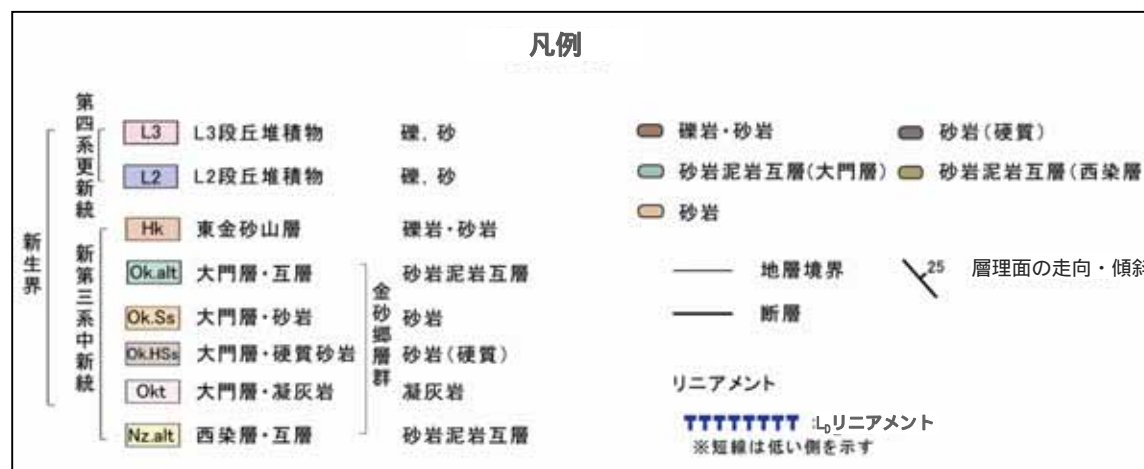 凡例
新生界
第四系更新統
L3 L3段丘堆積物 礫, 砂
L2 L2段丘堆積物 礫, 砂
新第三系中新統
Hk 東金砂山層 礫岩・砂岩
金砂郷層群
Ok.alt 大門層・互層 砂岩泥岩互層
Ok.Ss 大門層・砂岩 砂岩
Ok.HSs 大門層・硬質砂岩 砂岩(硬質)
Okt 大門層・凝灰岩 凝灰岩
Nz.alt 西染層・互層 砂岩泥岩互層
礫岩・砂岩 砂岩(硬質)
砂岩泥岩互層(大門層) 砂岩泥岩互層(西染層
砂岩
地層境界 25 層理面の走向・傾斜
断層
リニアメント
:LDリニアメント
※短線は低い側を示す